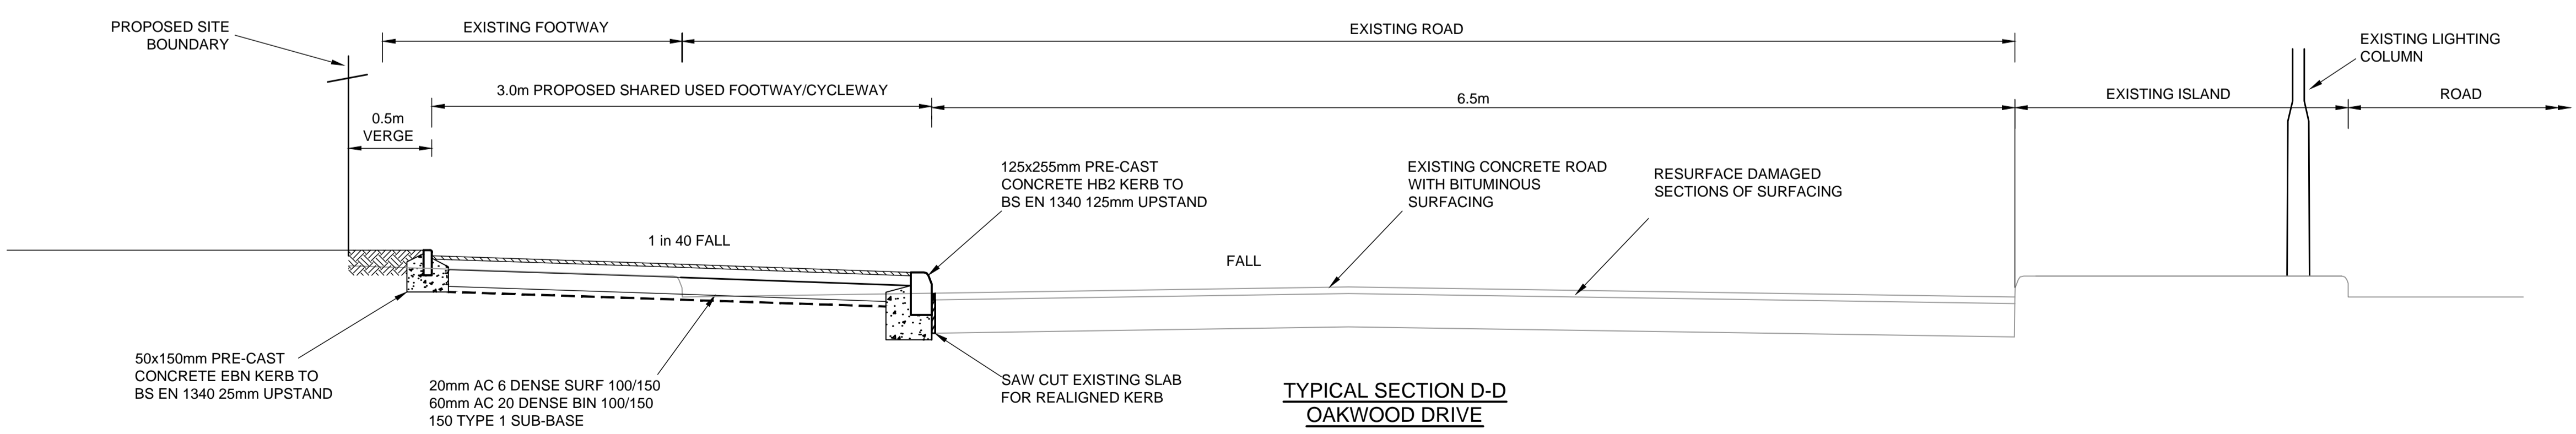 PROPOSED SITE
BOUNDARY
EXISTING FOOTWAY
EXISTING ROAD
EXISTING LIGHTING
COLUMN
3.0m PROPOSED SHARED USED FOOTWAY/CYCLEWAY
6.5m
EXISTING ISLAND
ROAD
0.5m
VERGE
125x255mm PRE-CAST
CONCRETE HB2 KERB TO
BS EN 1340 125mm UPSTAND
EXISTING CONCRETE ROAD
WITH BITUMINOUS
SURFACING
RESURFACE DAMAGED
SECTIONS OF SURFACING
1 in 40 FALL
FALL
50x150mm PRE-CAST
CONCRETE EBN KERB TO
BS EN 1340 25mm UPSTAND
20mm AC 6 DENSE SURF 100/150
60mm AC 20 DENSE BIN 100/150
150 TYPE 1 SUB-BASE
SAW CUT EXISTING SLAB
FOR REALIGNED KERB
TYPICAL SECTION D-D
OAKWOOD DRIVE